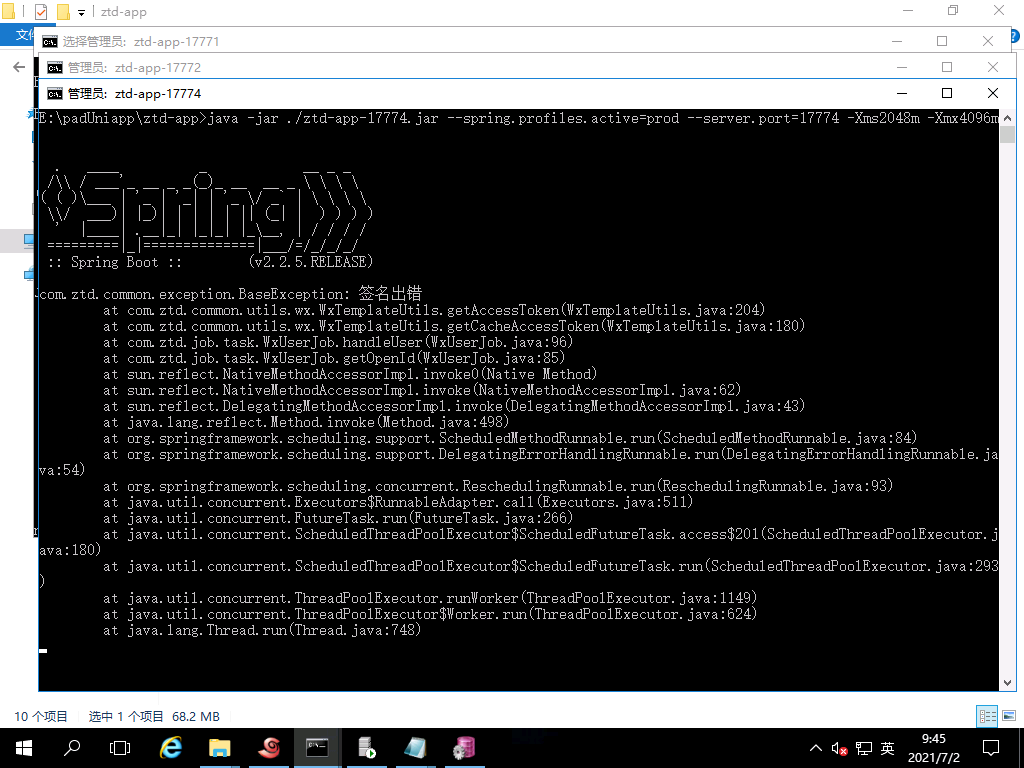 ztd-app
文件
选择管理员: ztd-app-17771
管理员: ztd-app-17772
管理员: ztd-app-17774
E:\padUniapp\ztd-app>java -jar ./ztd-app-17774.jar --spring.profiles.active=prod --server.port=17774 -Xms2048m -Xmx4096m
Spring
:: Spring Boot ::        (v2.2.5.RELEASE)
com.ztd.common.exception.BaseException: 签名出错
at com.ztd.common.utils.wx.WxTemplateUtils.getAccessToken(WxTemplateUtils.java:204)
at com.ztd.common.utils.wx.WxTemplateUtils.getCacheAccessToken(WxTemplateUtils.java:180)
at com.ztd.job.task.WxUserJob.handleUser(WxUserJob.java:96)
at com.ztd.job.task.WxUserJob.getOpenId(WxUserJob.java:85)
at sun.reflect.NativeMethodAccessorImpl.invoke0(Native Method)
at sun.reflect.NativeMethodAccessorImpl.invoke(NativeMethodAccessorImpl.java:62)
at sun.reflect.DelegatingMethodAccessorImpl.invoke(DelegatingMethodAccessorImpl.java:43)
at java.lang.reflect.Method.invoke(Method.java:498)
at org.springframework.scheduling.support.ScheduledMethodRunnable.run(ScheduledMethodRunnable.java:84)
at org.springframework.scheduling.support.DelegatingErrorHandlingRunnable.run(DelegatingErrorHandlingRunnable.ja
va:54)
at org.springframework.scheduling.concurrent.ReschedulingRunnable.run(ReschedulingRunnable.java:93)
at java.util.concurrent.Executors$RunnableAdapter.call(Executors.java:511)
at java.util.concurrent.FutureTask.run(FutureTask.java:266)
at java.util.concurrent.ScheduledThreadPoolExecutor$ScheduledFutureTask.access$201(ScheduledThreadPoolExecutor.j
ava:180)
at java.util.concurrent.ScheduledThreadPoolExecutor$ScheduledFutureTask.run(ScheduledThreadPoolExecutor.java:293
)
at java.util.concurrent.ThreadPoolExecutor.runWorker(ThreadPoolExecutor.java:1149)
at java.util.concurrent.ThreadPoolExecutor$Worker.run(ThreadPoolExecutor.java:624)
at java.lang.Thread.run(Thread.java:748)
10 个项目 选中 1 个项目 68.2 MB
英
9:45
2021/7/2